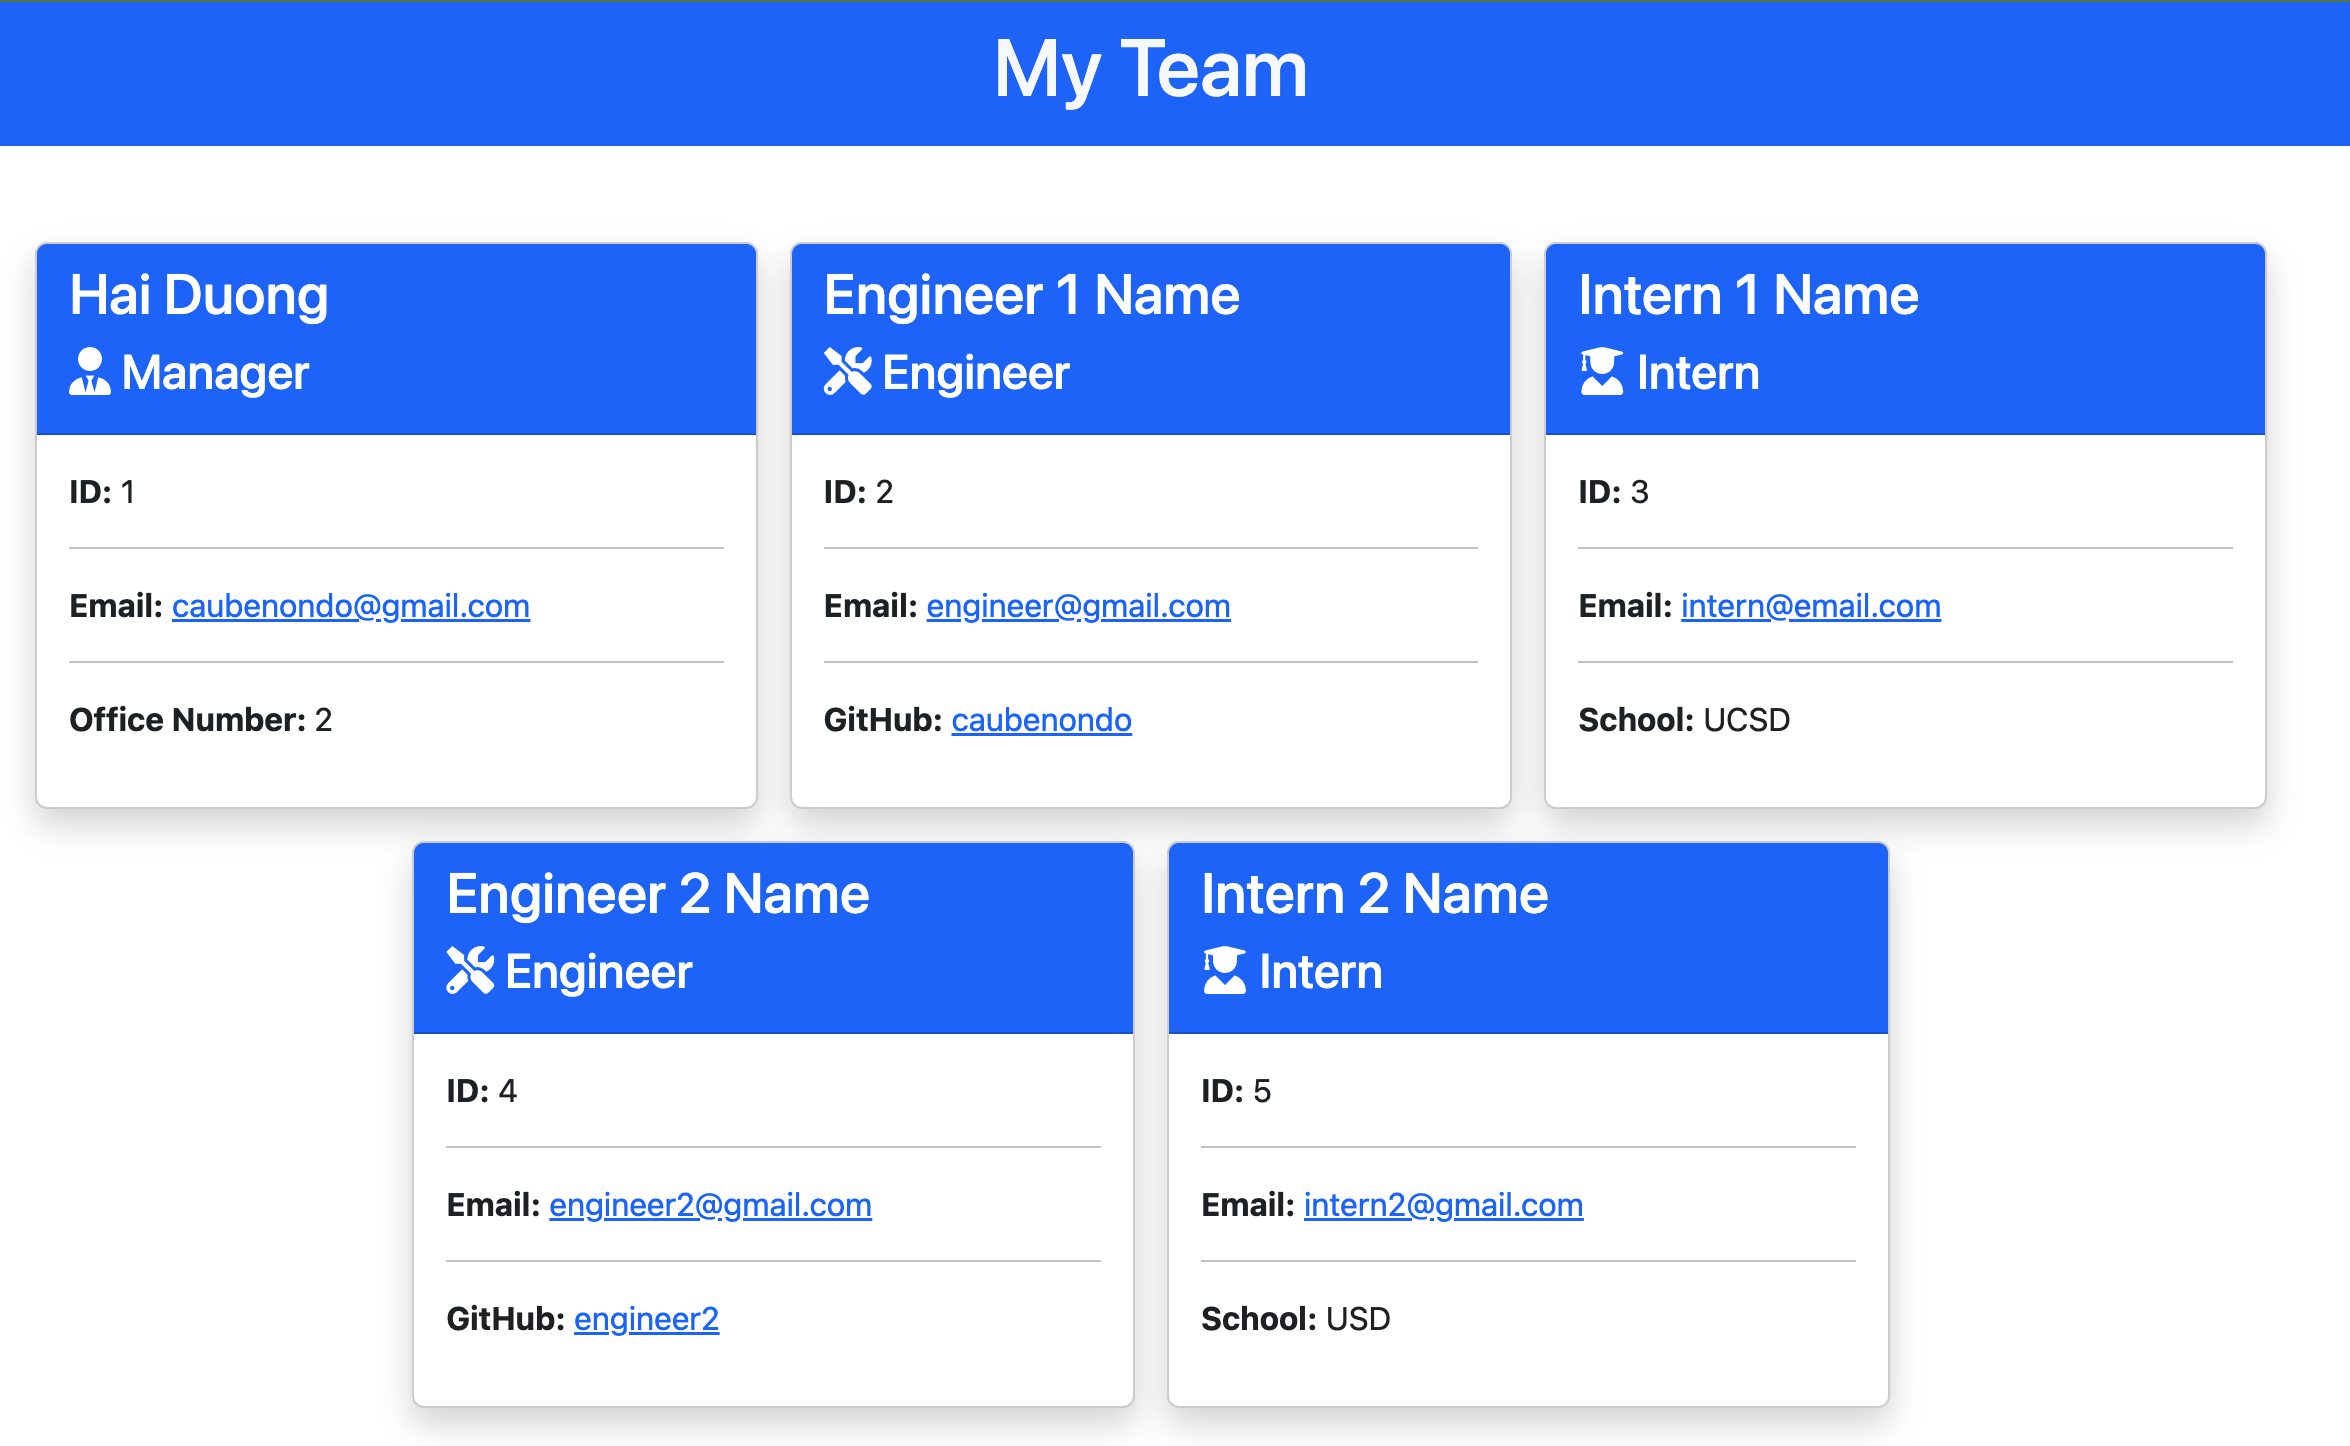 My Team
Hai Duong
Manager
ID: 1
Email: caubenondo@gmail.com
Office Number: 2
Engineer 1 Name
Engineer
ID: 2
Email: engineer@gmail.com
GitHub: caubenondo
Intern 1 Name
Intern
ID: 3
Email: intern@email.com
School: UCSD
Engineer 2 Name
Engineer
ID: 4
Email: engineer2@gmail.com
GitHub: engineer2
Intern 2 Name
Intern
ID: 5
Email: intern2@gmail.com
School: USD